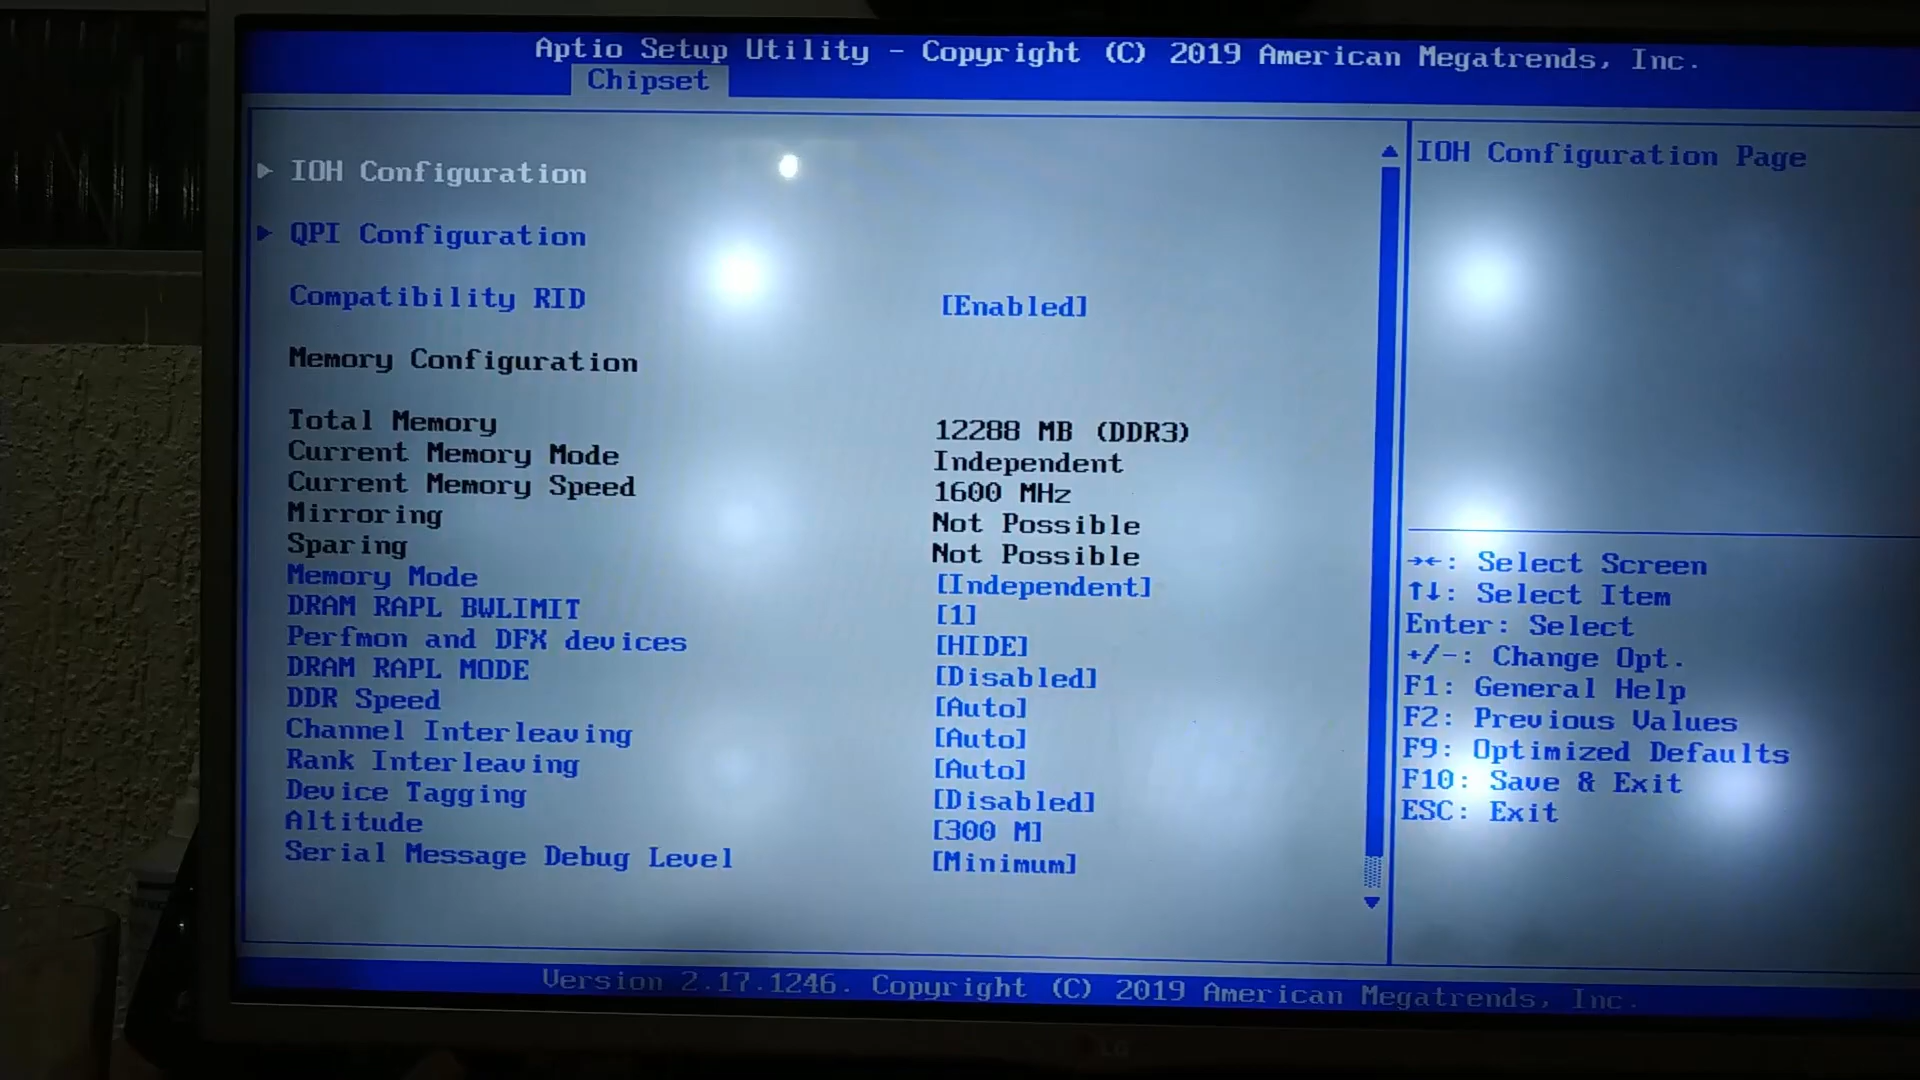 Aptio Setup Utility - Copyright (C) 2019 American Megatrends, Inc.
Chipset
IOH Configuration
QPI Configuration
Compatibility RID [Enabled]
Memory Configuration
Total Memory 12288 MB (DDR3)
Current Memory Mode Independent
Current Memory Speed 1600 MHz
Mirroring Not Possible
Sparing Not Possible
Memory Mode [Independent]
DRAM RAPL BWLIMIT [1]
Perfmon and DFX devices [HIDE]
DRAM RAPL MODE [Disabled]
DDR Speed [Auto]
Channel Interleaving [Auto]
Rank Interleaving [Auto]
Device Tagging [Disabled]
Altitude [300 M]
Serial Message Debug Level [Minimum]
IOH Configuration Page
→←: Select Screen
↑↓: Select Item
Enter: Select
+/-: Change Opt.
F1: General Help
F2: Previous Values
F9: Optimized Defaults
F10: Save & Exit
ESC: Exit
Version 2.17.1246. Copyright (C) 2019 American Megatrends, Inc.
LG